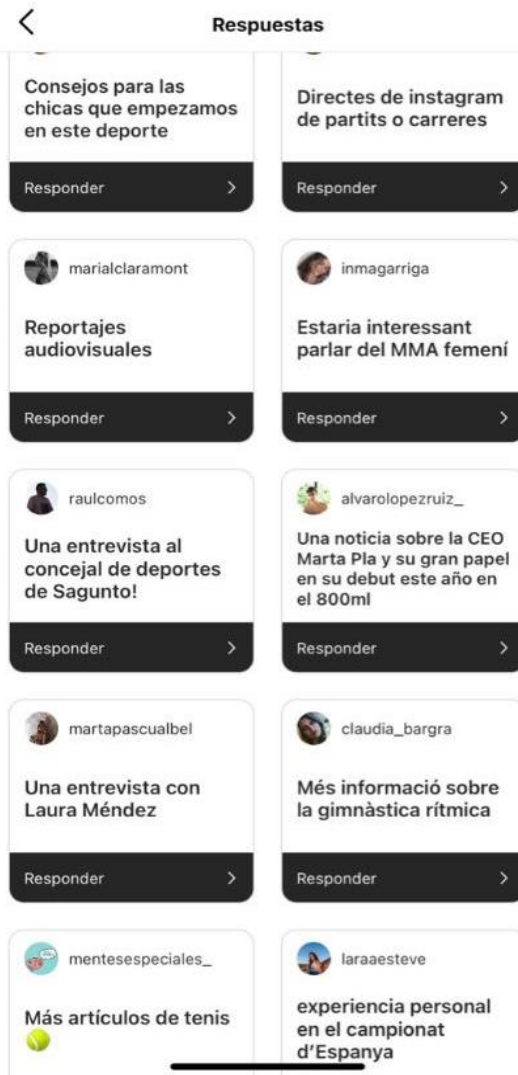 Respuestas
Consejos para las
chicas que empezamos
en este deporte
Responder
Directes de instagram
de partits o carreres
Responder
marialclaramont
Reportajes
audiovisuales
Responder
inmagarriga
Estaria interessant
parlar del MMA femení
Responder
raulcomos
Una entrevista al
concejal de deportes
de Sagunto!
Responder
alvarolopezruiz_
Una noticia sobre la CEO
Marta Pla y su gran papel
en su debut este año en
el 800ml
Responder
martapascualbel
Una entrevista con
Laura Méndez
Responder
claudia_bargra
Més informació sobre
la gimnàstica rítmica
Responder
mentesespeciales_
Más artículos de tenis
🎾
laraaesteve
experiencia personal
en el campionat
d'Espanya